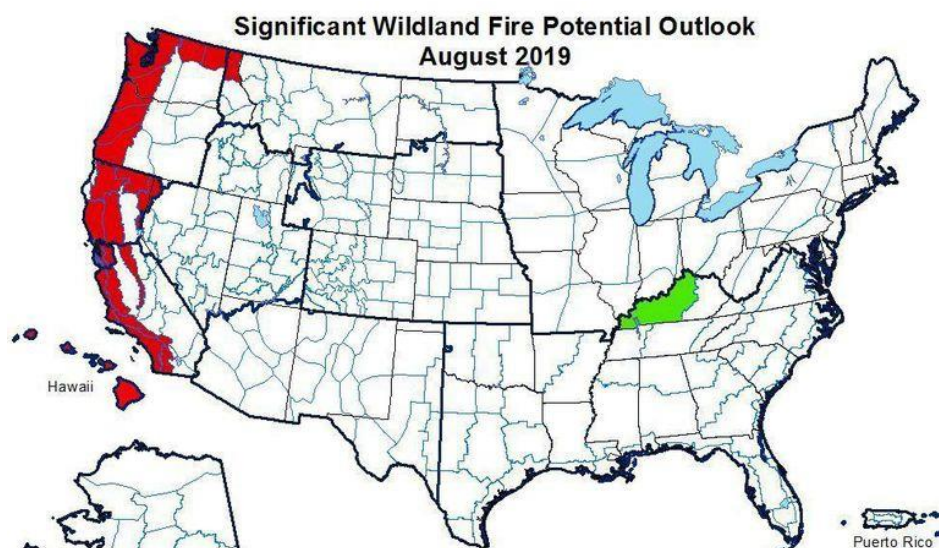 Significant Wildland Fire Potential Outlook
August 2019
Hawaii
Puerto Rico